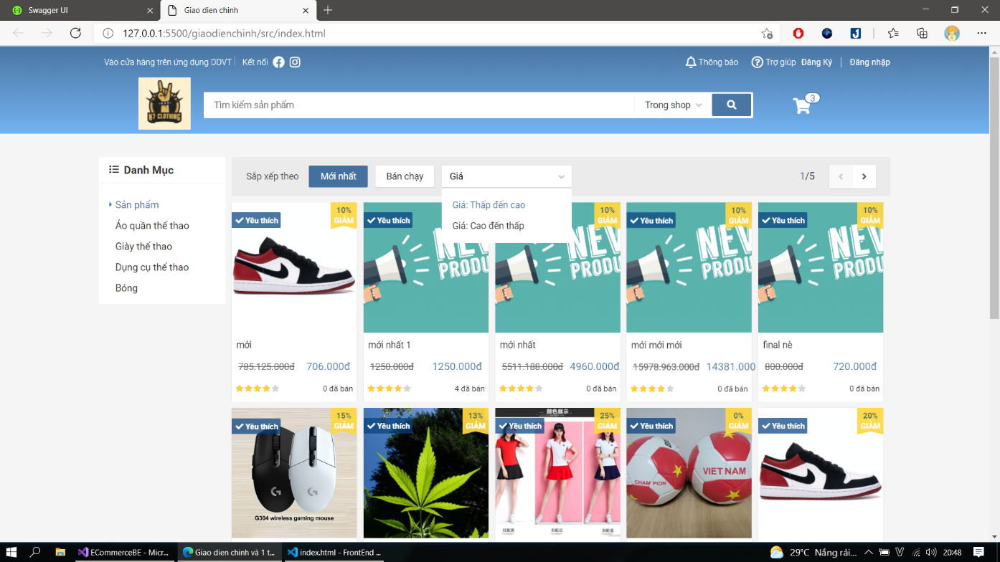 Swagger UI
Giao dien chinh
127.0.0.1:5500/giaodienchinh/src/index.html
Vào cửa hàng trên ứng dụng DDVT
Kết nối
Thông báo
Trợ giúp
Đăng Ký
Đăng nhập
N7 CLOTHING
Tìm kiếm sản phẩm
Trong shop
3
Danh Mục
Sản phẩm
Áo quần thể thao
Giày thể thao
Dụng cụ thể thao
Bóng
Sắp xếp theo
Mới nhất
Bán chạy
Giá
1/5
Giá: Thấp đến cao
Giá: Cao đến thấp
Yêu thích
10%
GIẢM
mới
785.125.000đ 706.000đ
0 đã bán
Yêu thích
NEW
PRODU
mới nhất 1
1250.000đ 1250.000đ
4 đã bán
10%
GIẢM
NEW
PRODU
mới nhất
5511.188.000đ 4960.000đ
0 đã bán
Yêu thích
10%
GIẢM
NEW
PRODU
mới mới mới
15978.963.000đ 14381.000
0 đã bán
Yêu thích
10%
GIẢM
NEW
PRODU
final nè
800.000đ 720.000đ
0 đã bán
Yêu thích
15%
GIẢM
G304 wireless gaming mouse
Yêu thích
13%
GIẢM
颜色展示
Yêu thích
25%
GIẢM
Yêu thích
0%
GIẢM
CHAM PION
VIET NAM
Yêu thích
20%
GIẢM
ECommerceBE - Micr...
Giao dien chinh và 1 t...
index.html - FrontEnd ...
29°C Nắng rải...
20:48